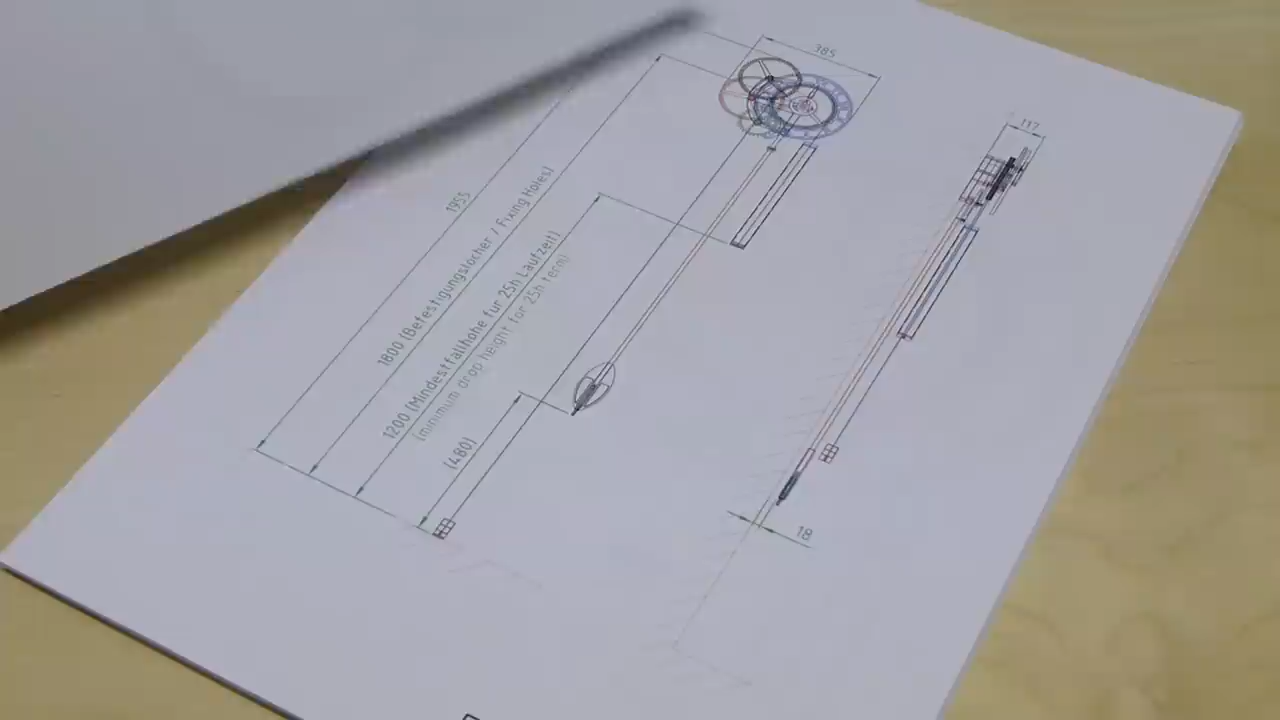 385
117
1955
1800 (Befestigungslöcher / Fixing Holes)
1200 (Mindestfallhöhe für 25h Laufzeit)
(minimum drop height for 25h term)
(480)
18